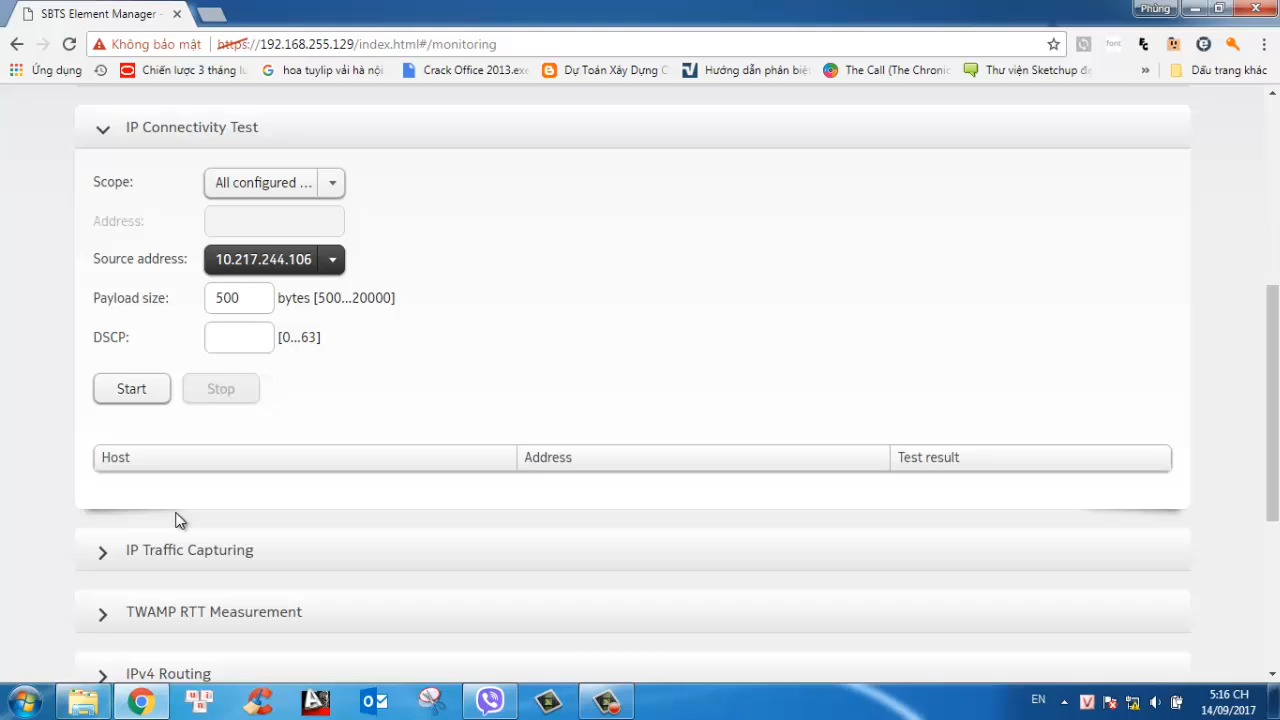 SBTS Element Manager -
Phùng
Không bảo mật
https://192.168.255.129/index.html#/monitoring
font
Ứng dụng
Chiến lược 3 tháng
hoa tuylip vải hà nộ
Crack Office 2013.exe
Dự Toán Xây Dựng C
Hướng dẫn phân biệ
The Call (The Chronic
Thư viện Sketchup
»
Dấu trang khác
IP Connectivity Test
Scope:
All configured ...
Address:
Source address:
10.217.244.106
Payload size:
500
bytes [500...20000]
DSCP:
[0...63]
Start
Stop
Host
Address
Test result
IP Traffic Capturing
TWAMP RTT Measurement
IPv4 Routing
EN
5:16 CH
14/09/2017